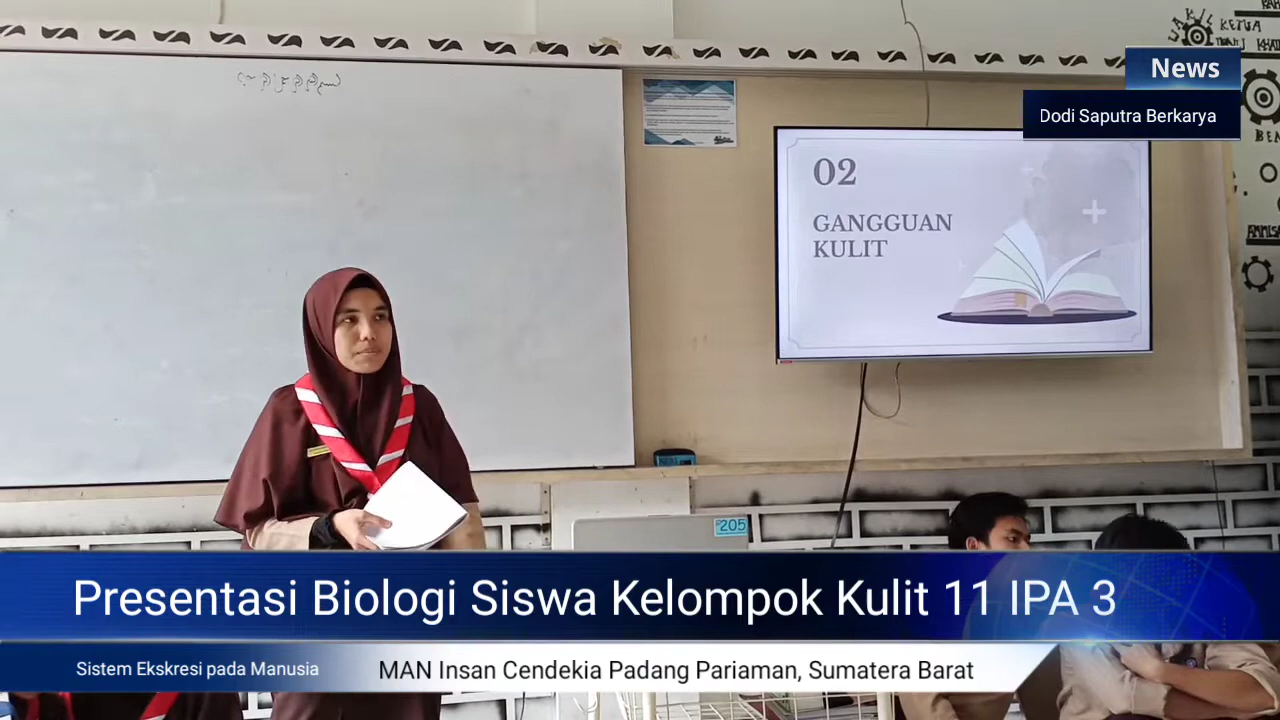 KETUA
News
Dodi Saputra Berkarya
02
GANGGUAN
KULIT
205
Presentasi Biologi Siswa Kelompok Kulit 11 IPA 3
Sistem Ekskresi pada Manusia
MAN Insan Cendekia Padang Pariaman, Sumatera Barat